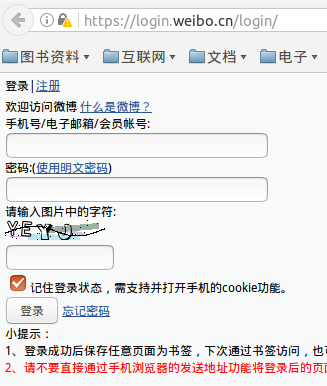 https://login.weibo.cn/login/
图书资料 互联网 文档 电子
登录|注册
欢迎访问微博 什么是微博？
手机号/电子邮箱/会员帐号:
密码:(使用明文密码)
请输入图片中的字符:
记住登录状态，需支持并打开手机的cookie功能。
登录 忘记密码
小提示：
1、登录成功后保存任意页面为书签，下次通过书签访问，也
2、请不要直接通过手机浏览器的发送地址功能将登录后的页